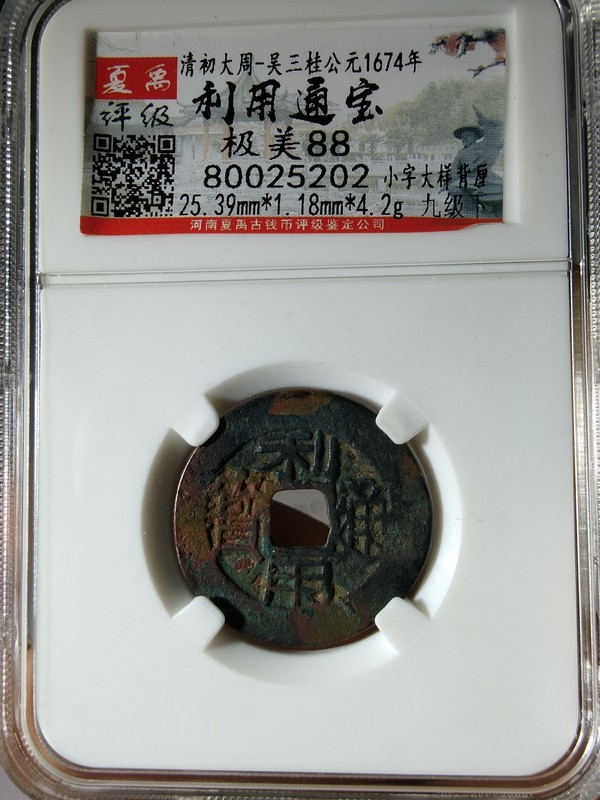 清初大周-吴三桂公元1674年
夏禹
评级
利用通宝
极美88
80025202 小字大样背厘
25.39mm*1.18mm*4.2g 九级下
河南夏禹古钱币评级鉴定公司
利用通寶